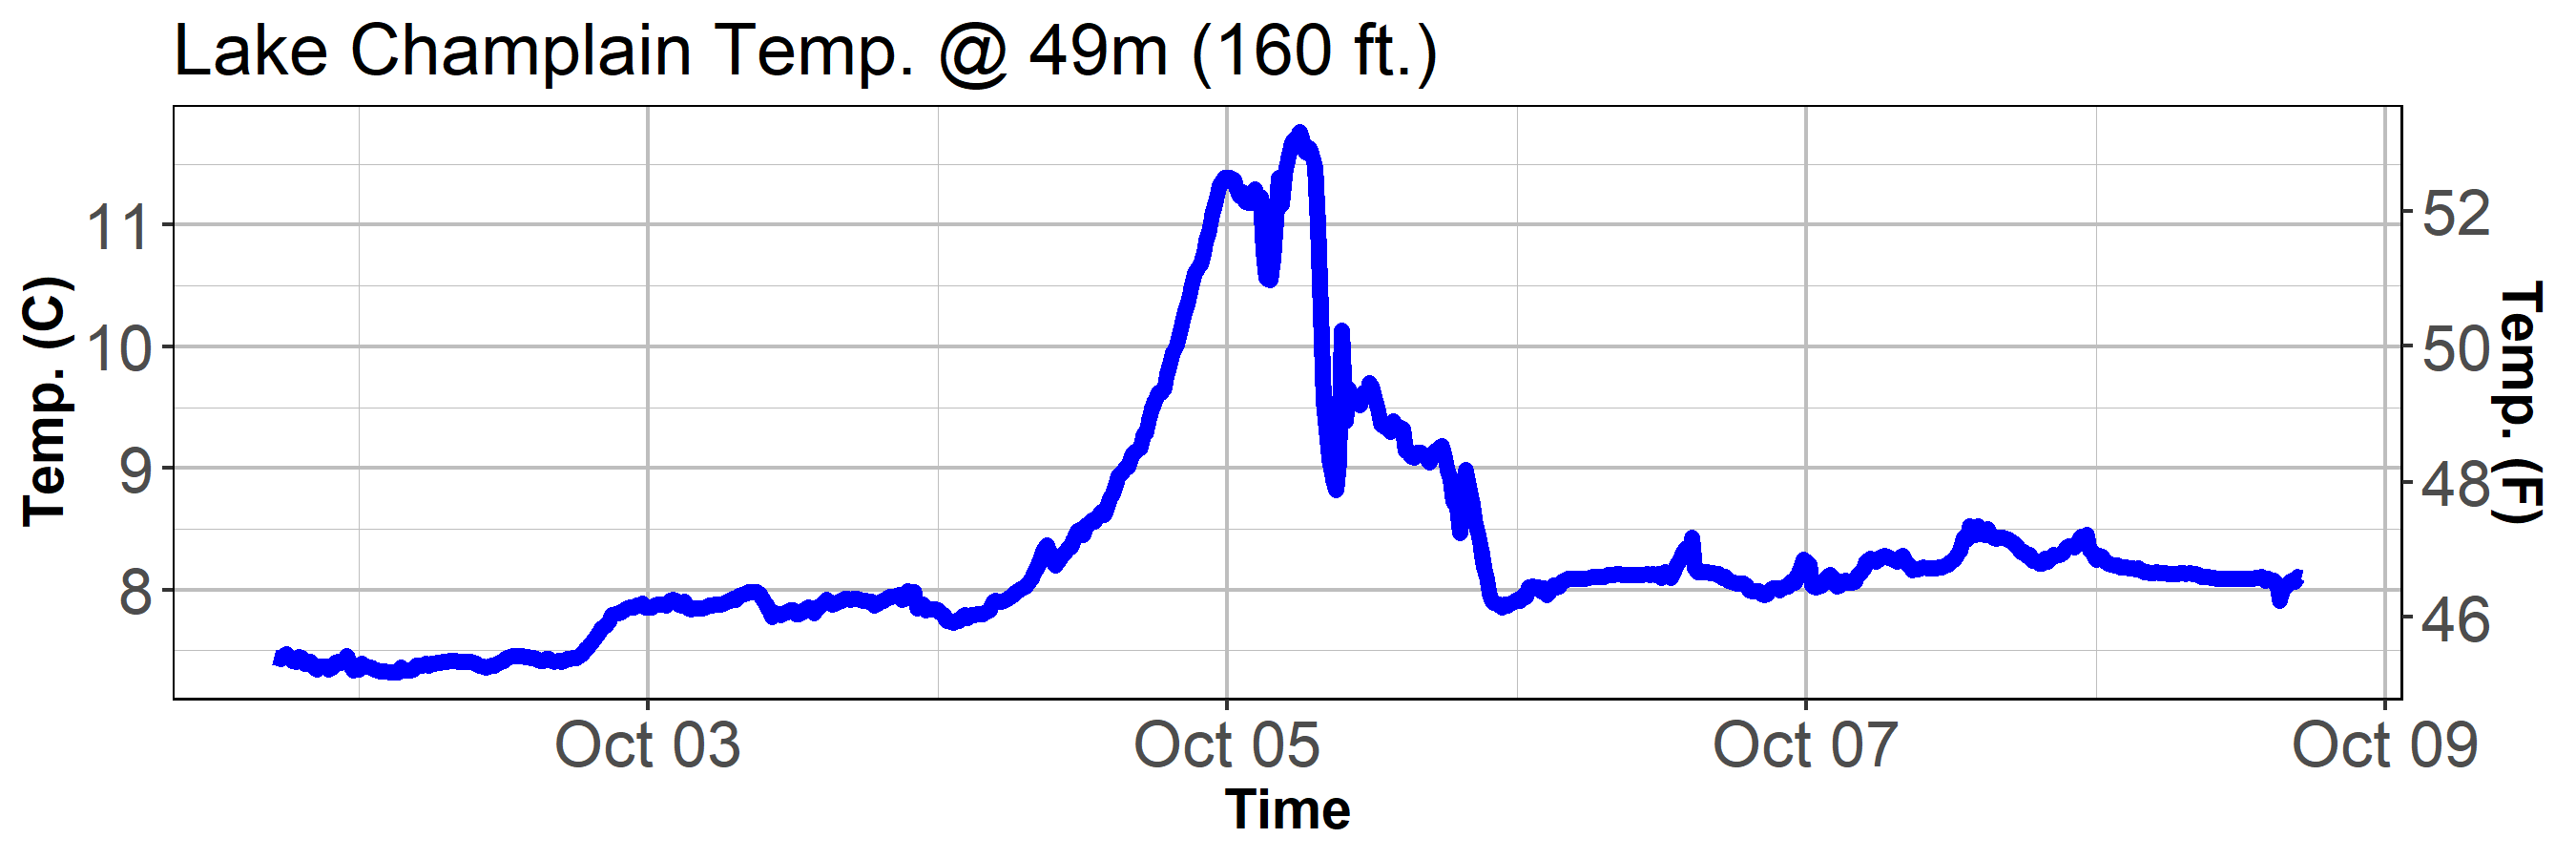 Lake Champlain Temp. @ 49m (160 ft.)
Temp. (C)
11
10
9
8
52
50
48
46
Temp. (F)
Oct 03
Oct 05
Oct 07
Oct 09
Time